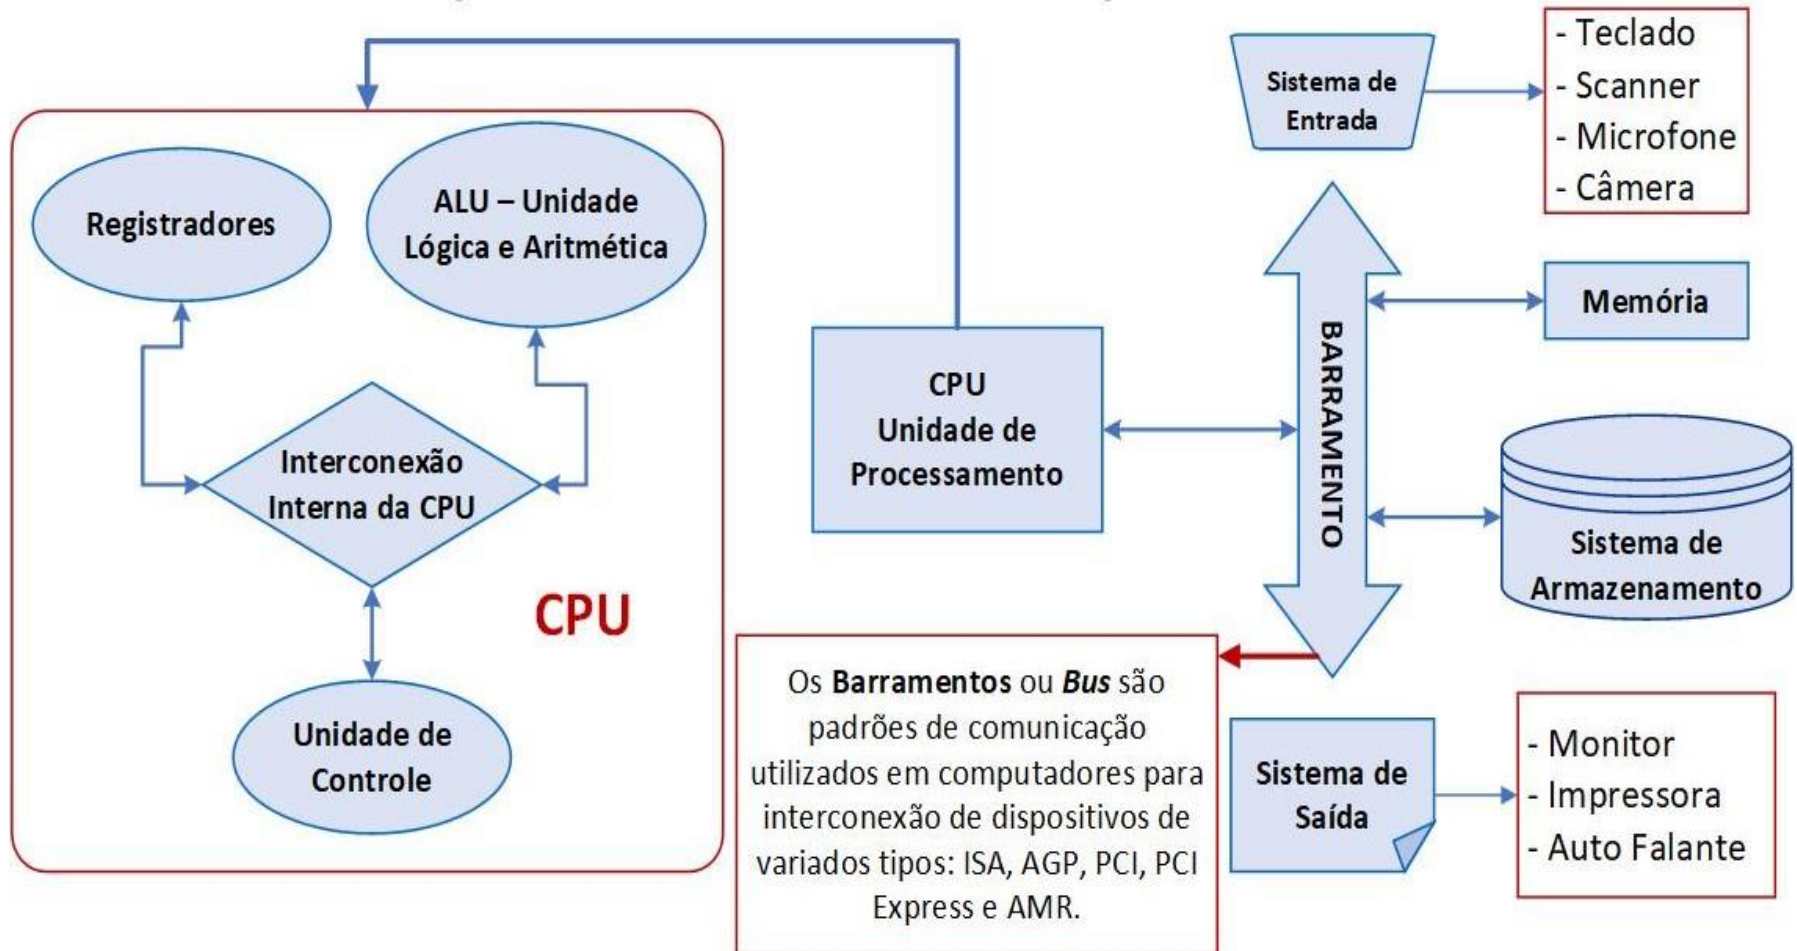 Registradores
ALU – Unidade
Lógica e Aritmética
Interconexão
Interna da CPU
CPU
Unidade de
Controle
CPU
Unidade de
Processamento
BARRAMENTO
Sistema de
Entrada
- Teclado
- Scanner
- Microfone
- Câmera
Memória
Sistema de
Armazenamento
Os Barramentos ou Bus são
padrões de comunicação
utilizados em computadores para
interconexão de dispositivos de
variados tipos: ISA, AGP, PCI, PCI
Express e AMR.
Sistema de
Saída
- Monitor
- Impressora
- Auto Falante